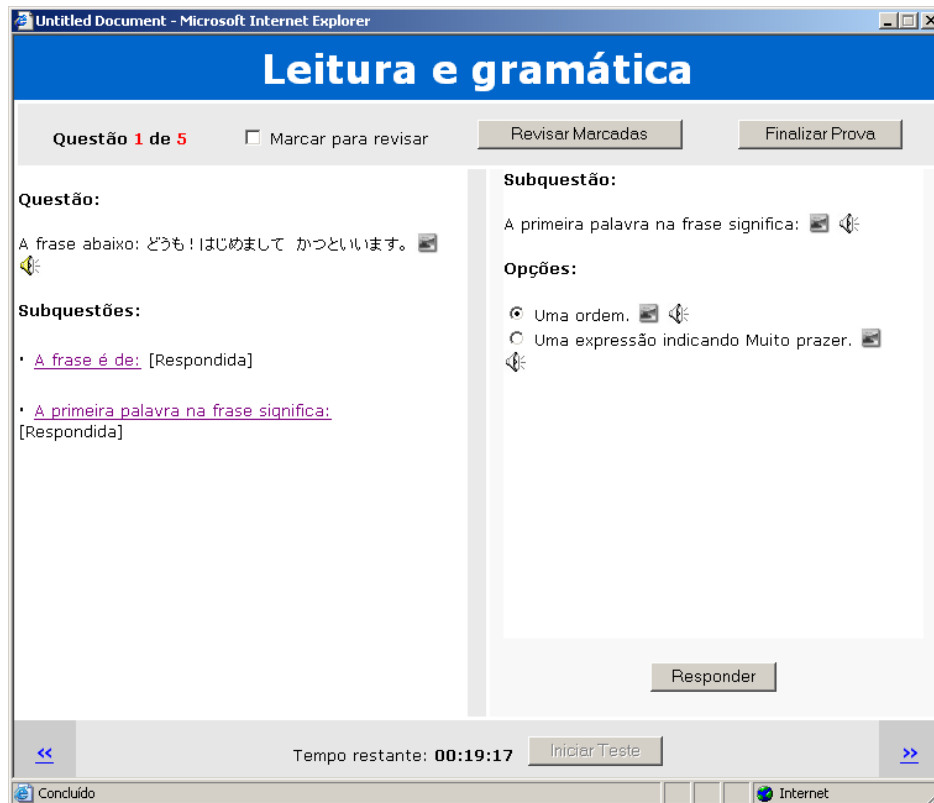 Untitled Document - Microsoft Internet Explorer
Leitura e gramática
Questão 1 de 5
Marcar para revisar
Revisar Marcadas
Finalizar Prova
Questão:
A frase abaixo: どうも！はじめまして かつといいます。
Subquestões:
· A frase é de: [Respondida]
· A primeira palavra na frase significa:
[Respondida]
Subquestão:
A primeira palavra na frase significa:
Opções:
Uma ordem.
Uma expressão indicando Muito prazer.
Responder
<<
Tempo restante: 00:19:17
Iniciar Teste
>>
Concluído
Internet